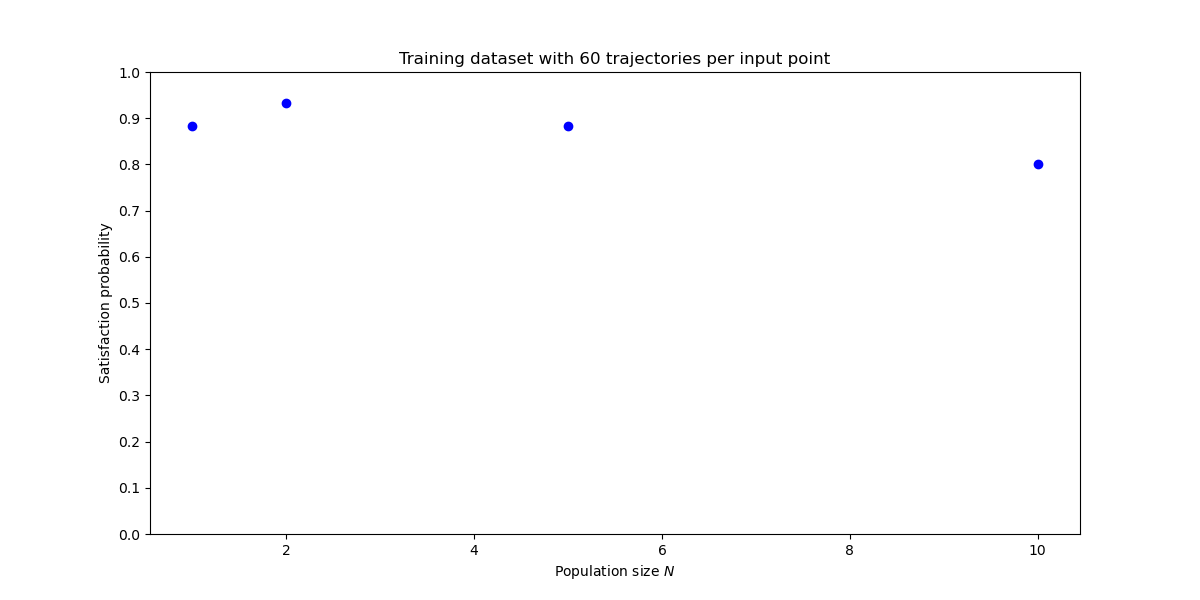 Training dataset with 60 trajectories per input point
1.0
0.9
0.8
0.7
0.6
0.5
0.4
0.3
0.2
0.1
0.0
Satisfaction probability
2 4 6 8 10
Population size N